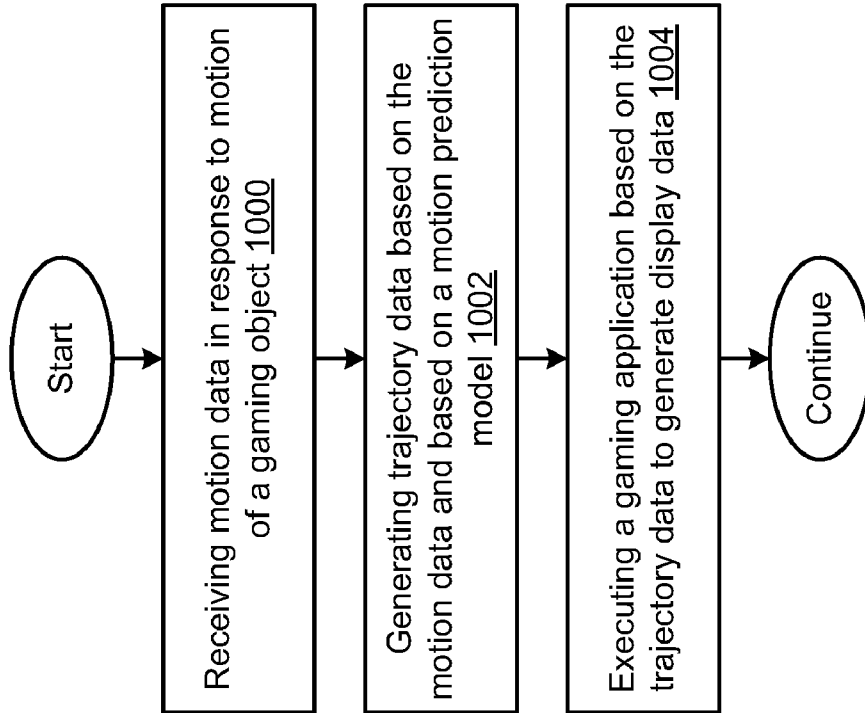 Start
Receiving motion data in response to motion
of a gaming object 1000
Generating trajectory data based on the
motion data and based on a motion prediction
model 1002
Executing a gaming application based on the
trajectory data to generate display data 1004
Continue